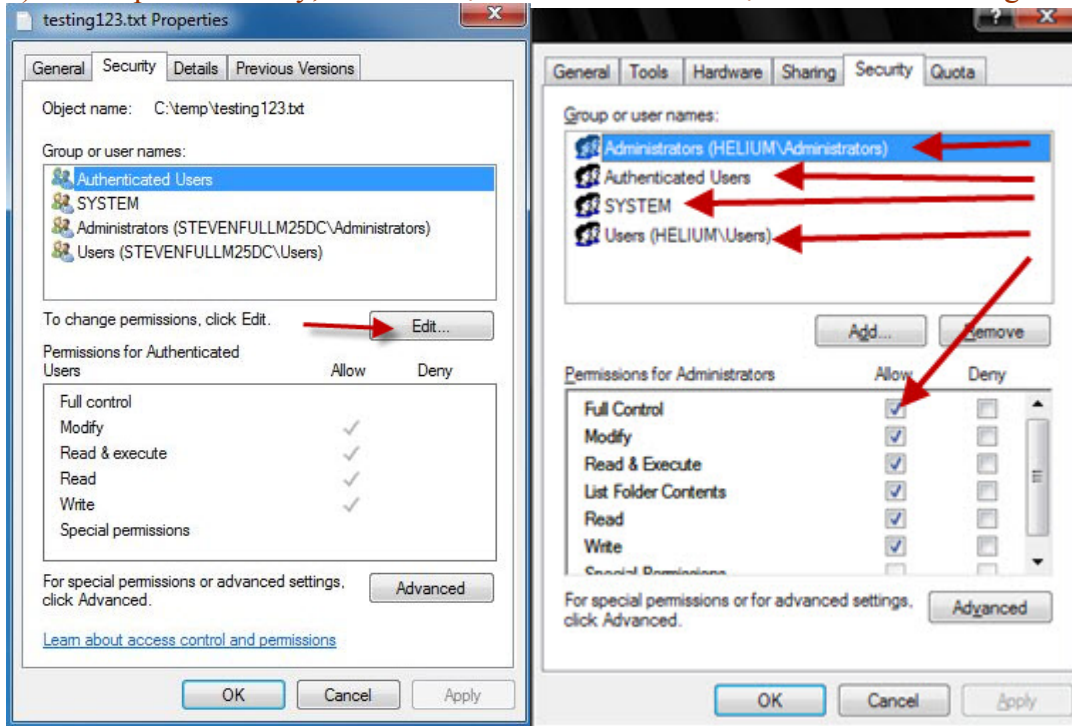 testing123.txt Properties
General Security Details Previous Versions
Object name: C:\temp\testing123.txt
Group or user names:
Authenticated Users
SYSTEM
Administrators (STEVENFULLM25DC\Administrators)
Users (STEVENFULLM25DC\Users)
To change permissions, click Edit.
Edit...
Permissions for Authenticated
Users Allow Deny
Full control
Modify
Read & execute
Read
Write
Special permissions
For special permissions or advanced settings,
click Advanced.
Advanced
Learn about access control and permissions
OK Cancel Apply
General Tools Hardware Sharing Security Quota
Group or user names:
Administrators (HELIUM\Administrators)
Authenticated Users
SYSTEM
Users (HELIUM\Users)
Add... Remove
Permissions for Administrators Allow Deny
Full Control
Modify
Read & Execute
List Folder Contents
Read
Write
Special Permissions
For special permissions or for advanced settings,
click Advanced.
Advanced
OK Cancel Apply